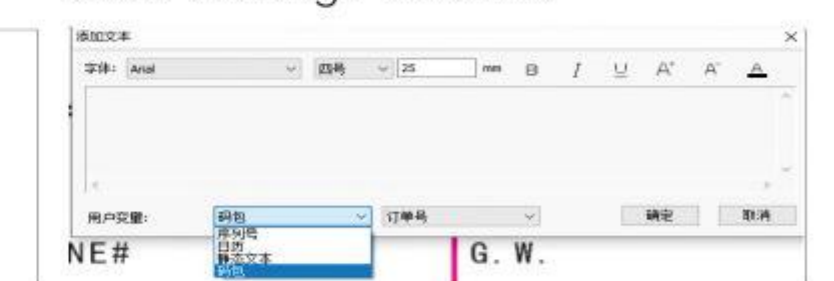 添加文本
字体: Arial 四号 25 mm B I U A+ A- A
用户变量: 码包 订单号 确定 取消
序列号
日历
静态文本
码包
NE# G. W.